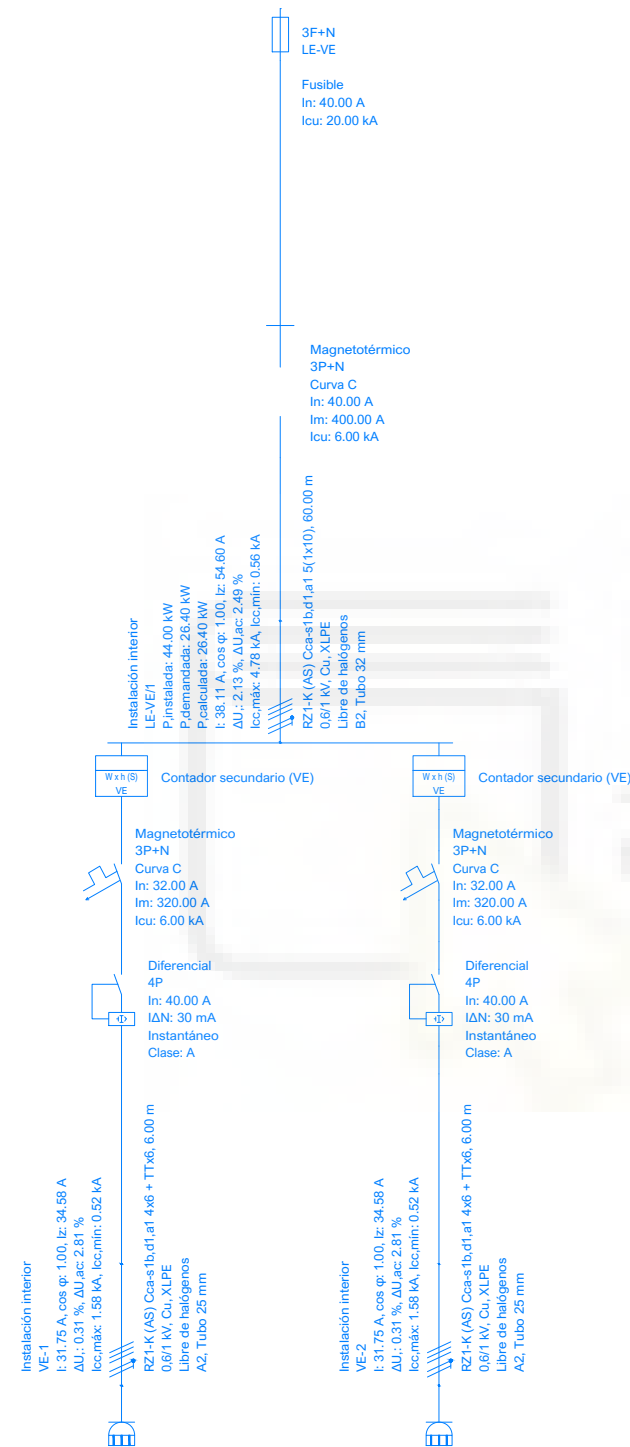 3F+N
LE-VE
Fusible
In: 40.00 A
Icu: 20.00 kA
Magnetotérmico
3P+N
Curva C
In: 40.00 A
Im: 400.00 A
Icu: 6.00 kA
Instalación interior
LE-VE/1
P,instalada: 44.00 kW
P,demandada: 26.40 kW
P,calculada: 26.40 kW
I: 38.11 A, cos φ: 1.00, Iz: 54.60 A
ΔU,: 2.13 %, ΔU,ac: 2.49 %
Icc,máx: 4.78 kA, Icc,mín: 0.56 kA
RZ1-K (AS) Cca-s1b,d1,a1 5(1x10), 60.00 m
0,6/1 kV, Cu, XLPE
Libre de halógenos
B2, Tubo 32 mm
W x h (S)
VE
Contador secundario (VE)
W x h (S)
VE
Contador secundario (VE)
Magnetotérmico
3P+N
Curva C
In: 32.00 A
Im: 320.00 A
Icu: 6.00 kA
Magnetotérmico
3P+N
Curva C
In: 32.00 A
Im: 320.00 A
Icu: 6.00 kA
Diferencial
4P
In: 40.00 A
IΔN: 30 mA
Instantáneo
Clase: A
Diferencial
4P
In: 40.00 A
IΔN: 30 mA
Instantáneo
Clase: A
Instalación interior
VE-1
I: 31.75 A, cos φ: 1.00, Iz: 34.58 A
ΔU,: 0.31 %, ΔU,ac: 2.81 %
Icc,máx: 1.58 kA, Icc,mín: 0.52 kA
RZ1-K (AS) Cca-s1b,d1,a1 4x6 + TTx6, 6.00 m
0,6/1 kV, Cu, XLPE
Libre de halógenos
A2, Tubo 25 mm
Instalación interior
VE-2
I: 31.75 A, cos φ: 1.00, Iz: 34.58 A
ΔU,: 0.31 %, ΔU,ac: 2.81 %
Icc,máx: 1.58 kA, Icc,mín: 0.52 kA
RZ1-K (AS) Cca-s1b,d1,a1 4x6 + TTx6, 6.00 m
0,6/1 kV, Cu, XLPE
Libre de halógenos
A2, Tubo 25 mm